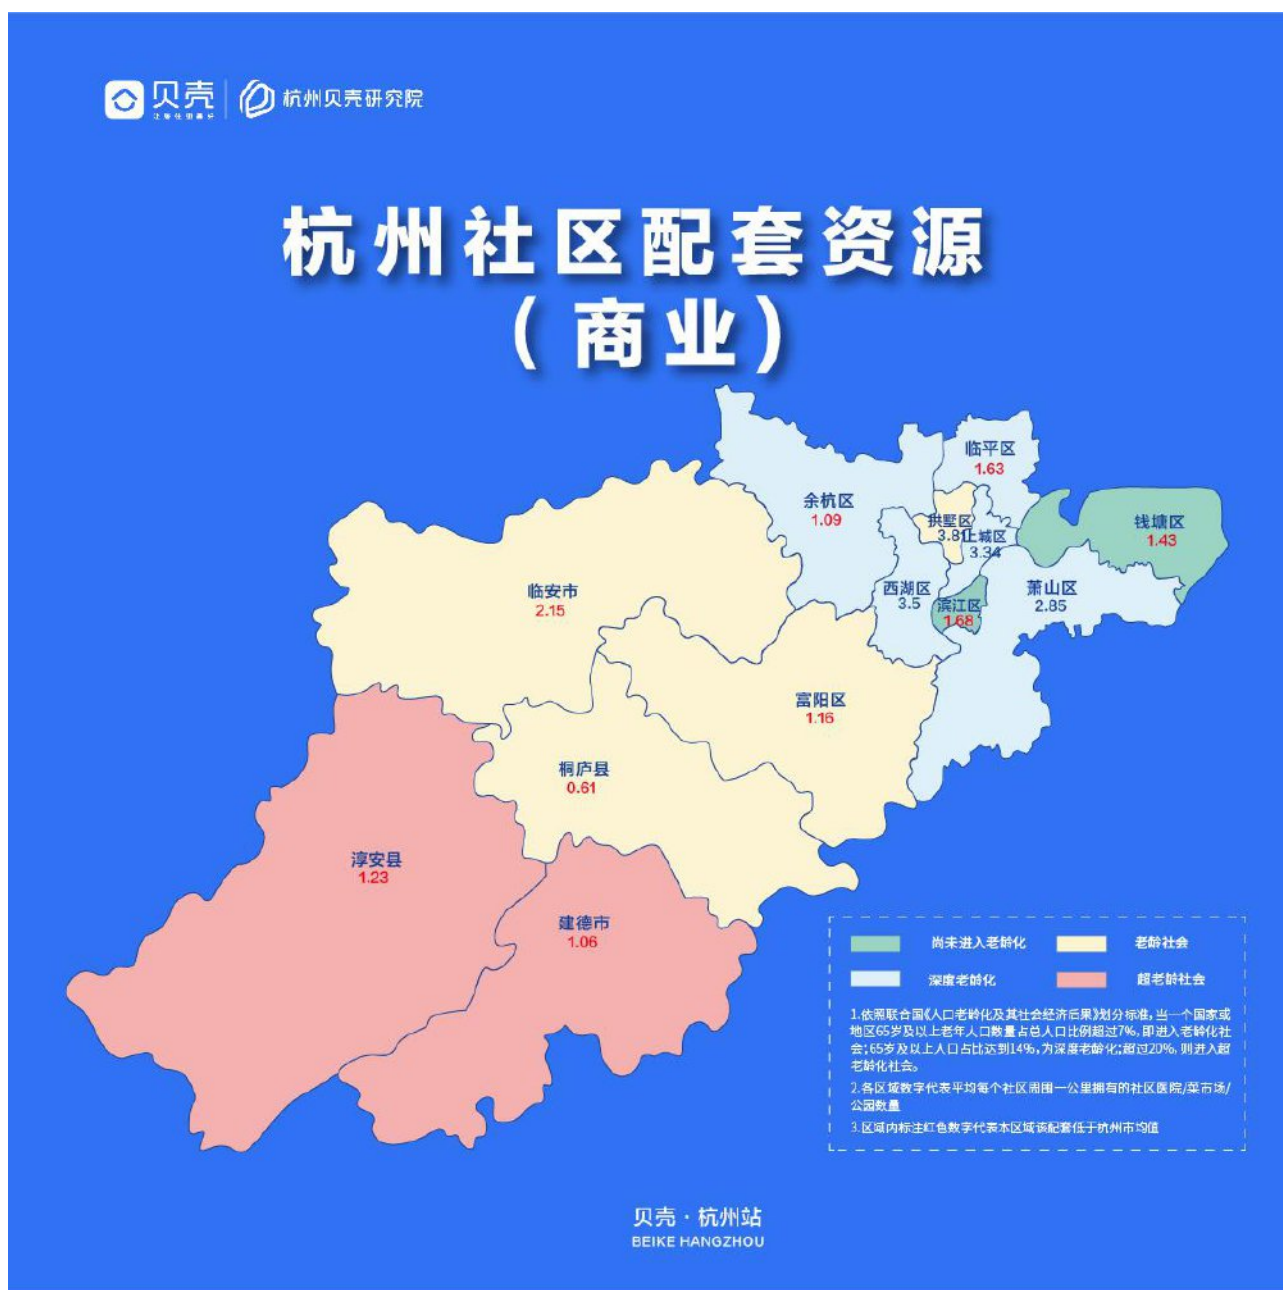 贝壳
杭州贝壳研究院
杭州社区配套资源
（商业）
临平区
1.63
余杭区
1.09
拱墅区
3.81
上城区
3.34
钱塘区
1.43
临安市
2.15
西湖区
3.5
滨江区
1.68
萧山区
2.85
富阳区
1.16
桐庐县
0.61
淳安县
1.23
建德市
1.06
尚未进入老龄化 老龄社会
深度老龄化 超老龄社会
1.依照联合国《人口老龄化及其社会经济后果》划分标准，当一个国家或
地区65岁及以上老年人口数量占总人口比例超过7%，即进入老龄化社
会；65岁及以上人口占比达到14%，为深度老龄化；超过20%，则进入超
老龄化社会。
2.各区域数字代表平均每个社区周围一公里拥有的社区医院/菜市场/
公园数量
3.区域内标注红色数字代表本区域该配套低于杭州市均值
贝壳·杭州站
BEIKE HANGZHOU